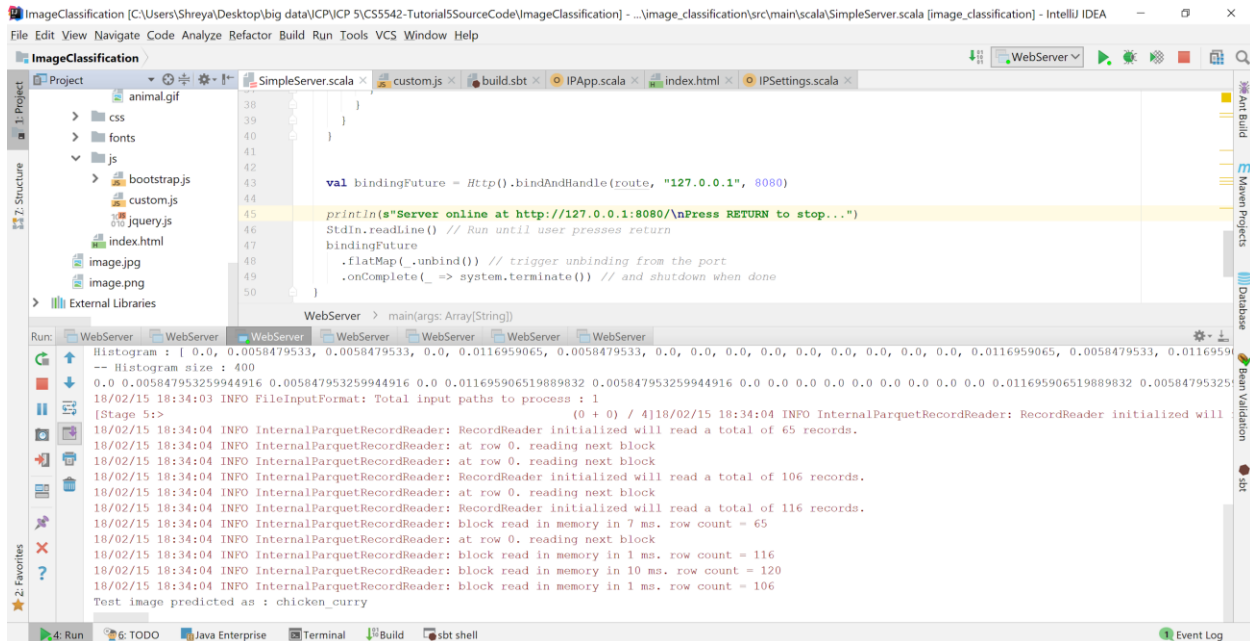 ImageClassification [C:\Users\Shreya\Desktop\big data\ICP\ICP 5\CS5542-Tutorial5SourceCode\ImageClassification] - ...\image_classification\src\main\scala\SimpleServer.scala [image_classification] - IntelliJ IDEA
File Edit View Navigate Code Analyze Refactor Build Run Tools VCS Window Help
ImageClassification
WebServer
Project
SimpleServer.scala custom.js build.sbt IPApp.scala index.html IPSettings.scala
1: Project
Z: Structure
2: Favorites
animal.gif
css
fonts
js
bootstrap.js
custom.js
jquery.js
index.html
image.jpg
image.png
External Libraries
38 }
39 }
40 }
41
42
43 val bindingFuture = Http().bindAndHandle(route, "127.0.0.1", 8080)
44
45 println(s"Server online at http://127.0.0.1:8080/\nPress RETURN to stop...")
46 StdIn.readLine() // Run until user presses return
47 bindingFuture
48 .flatMap(_.unbind()) // trigger unbinding from the port
49 .onComplete(_ => system.terminate()) // and shutdown when done
50 }
WebServer > main(args: Array[String])
Ant Build
Maven Projects
Database
Bean Validation
sbt
Run: WebServer WebServer WebServer WebServer WebServer WebServer WebServer
Histogram : [ 0.0, 0.0058479533, 0.0058479533, 0.0, 0.0116959065, 0.0058479533, 0.0, 0.0, 0.0, 0.0, 0.0, 0.0, 0.0, 0.0, 0.0, 0.0116959065, 0.0058479533, 0.01169590
-- Histogram size : 400
0.0 0.005847953259944916 0.005847953259944916 0.0 0.011695906519889832 0.005847953259944916 0.0 0.0 0.0 0.0 0.0 0.0 0.0 0.0 0.0 0.011695906519889832 0.0058479532599
18/02/15 18:34:03 INFO FileInputFormat: Total input paths to process : 1
[Stage 5:> (0 + 0) / 4]18/02/15 18:34:04 INFO InternalParquetRecordReader: RecordReader initialized will
18/02/15 18:34:04 INFO InternalParquetRecordReader: RecordReader initialized will read a total of 65 records.
18/02/15 18:34:04 INFO InternalParquetRecordReader: at row 0. reading next block
18/02/15 18:34:04 INFO InternalParquetRecordReader: at row 0. reading next block
18/02/15 18:34:04 INFO InternalParquetRecordReader: RecordReader initialized will read a total of 106 records.
18/02/15 18:34:04 INFO InternalParquetRecordReader: at row 0. reading next block
18/02/15 18:34:04 INFO InternalParquetRecordReader: RecordReader initialized will read a total of 116 records.
18/02/15 18:34:04 INFO InternalParquetRecordReader: block read in memory in 7 ms. row count = 65
18/02/15 18:34:04 INFO InternalParquetRecordReader: at row 0. reading next block
18/02/15 18:34:04 INFO InternalParquetRecordReader: block read in memory in 1 ms. row count = 116
18/02/15 18:34:04 INFO InternalParquetRecordReader: block read in memory in 10 ms. row count = 120
18/02/15 18:34:04 INFO InternalParquetRecordReader: block read in memory in 1 ms. row count = 106
Test image predicted as : chicken_curry
4: Run 6: TODO Java Enterprise Terminal Build sbt shell 1 Event Log